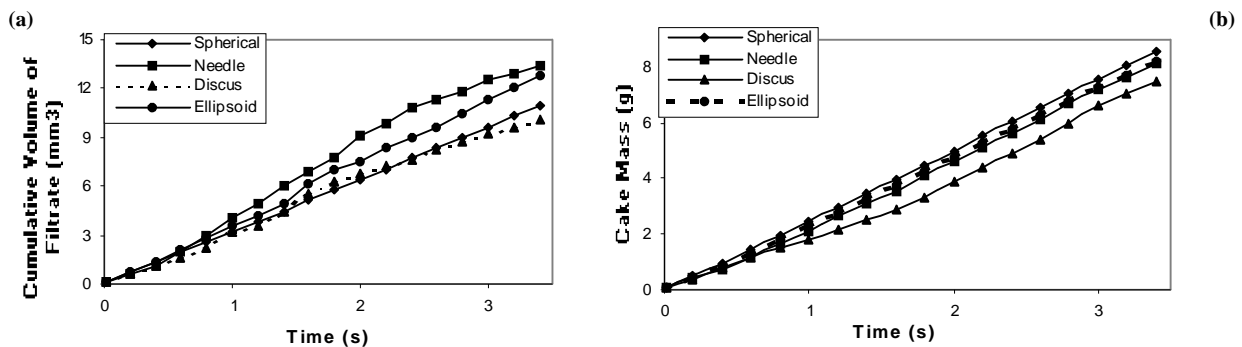 (a)
Cumulative Volume of
Filtrate (mm3)
15
12
9
6
3
0
Spherical
Needle
Discus
Ellipsoid
0 1 2 3
Time (s)
(b)
Cake Mass (g)
8
6
4
2
0
Spherical
Needle
Discus
Ellipsoid
0 1 2 3
Time (s)